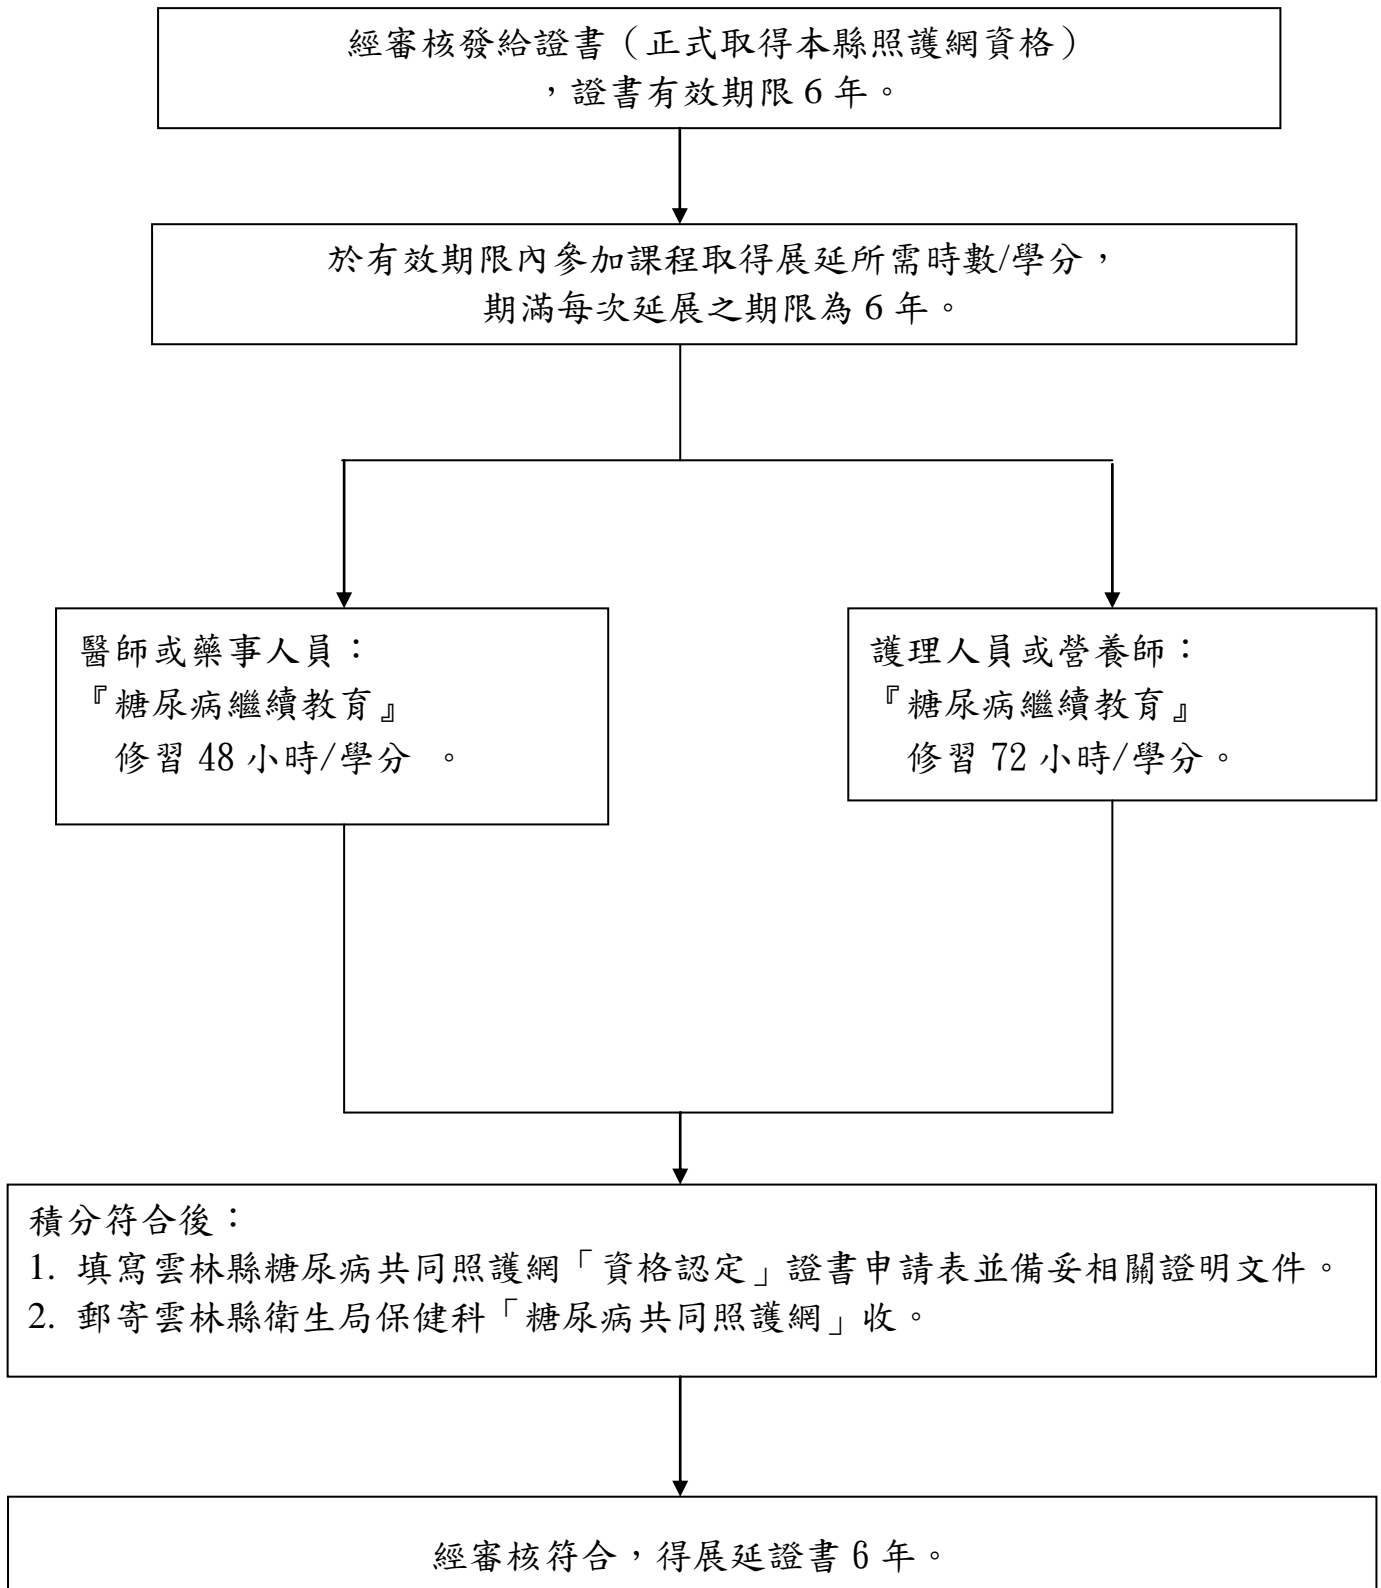 經審核發給證書（正式取得本縣照護網資格）
，證書有效期限 6 年。
於有效期限內參加課程取得展延所需時數/學分，
期滿每次延展之期限為 6 年。
醫師或藥事人員：
『糖尿病繼續教育』
修習 48 小時/學分 。
護理人員或營養師：
『糖尿病繼續教育』
修習 72 小時/學分。
積分符合後：
1. 填寫雲林縣糖尿病共同照護網「資格認定」證書申請表並備妥相關證明文件。
2. 郵寄雲林縣衛生局保健科「糖尿病共同照護網」收。
經審核符合，得展延證書 6 年。